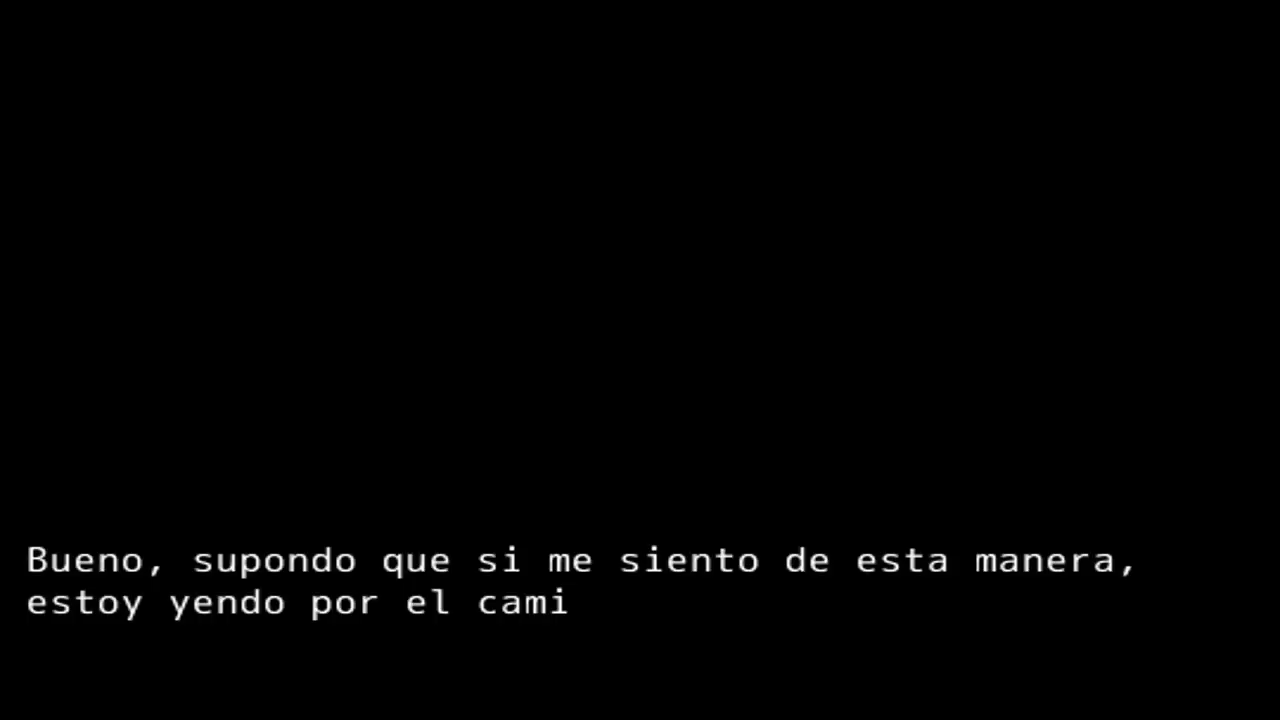 Bueno, supondo que si me siento de esta manera,
estoy yendo por el cami